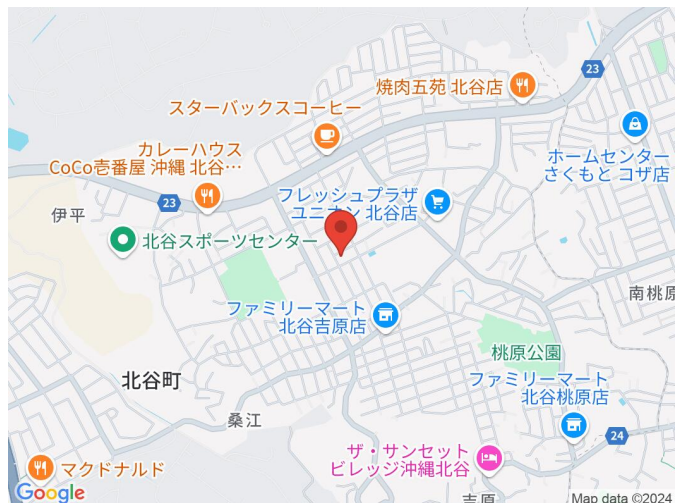 23
焼肉五苑 北谷店
スターバックスコーヒー
カレーハウス
CoCo壱番屋 沖縄 北谷…
ホームセンター
さくもと コザ店
23
フレッシュプラザ
ユニオン 北谷店
伊平
北谷スポーツセンター
南桃原
ファミリーマート
北谷吉原店
桃原公園
北谷町
ファミリーマート
北谷桃原店
桑江
24
ザ・サンセット
ビレッジ沖縄北谷
マクドナルド
吉原
Google
Map data ©2024